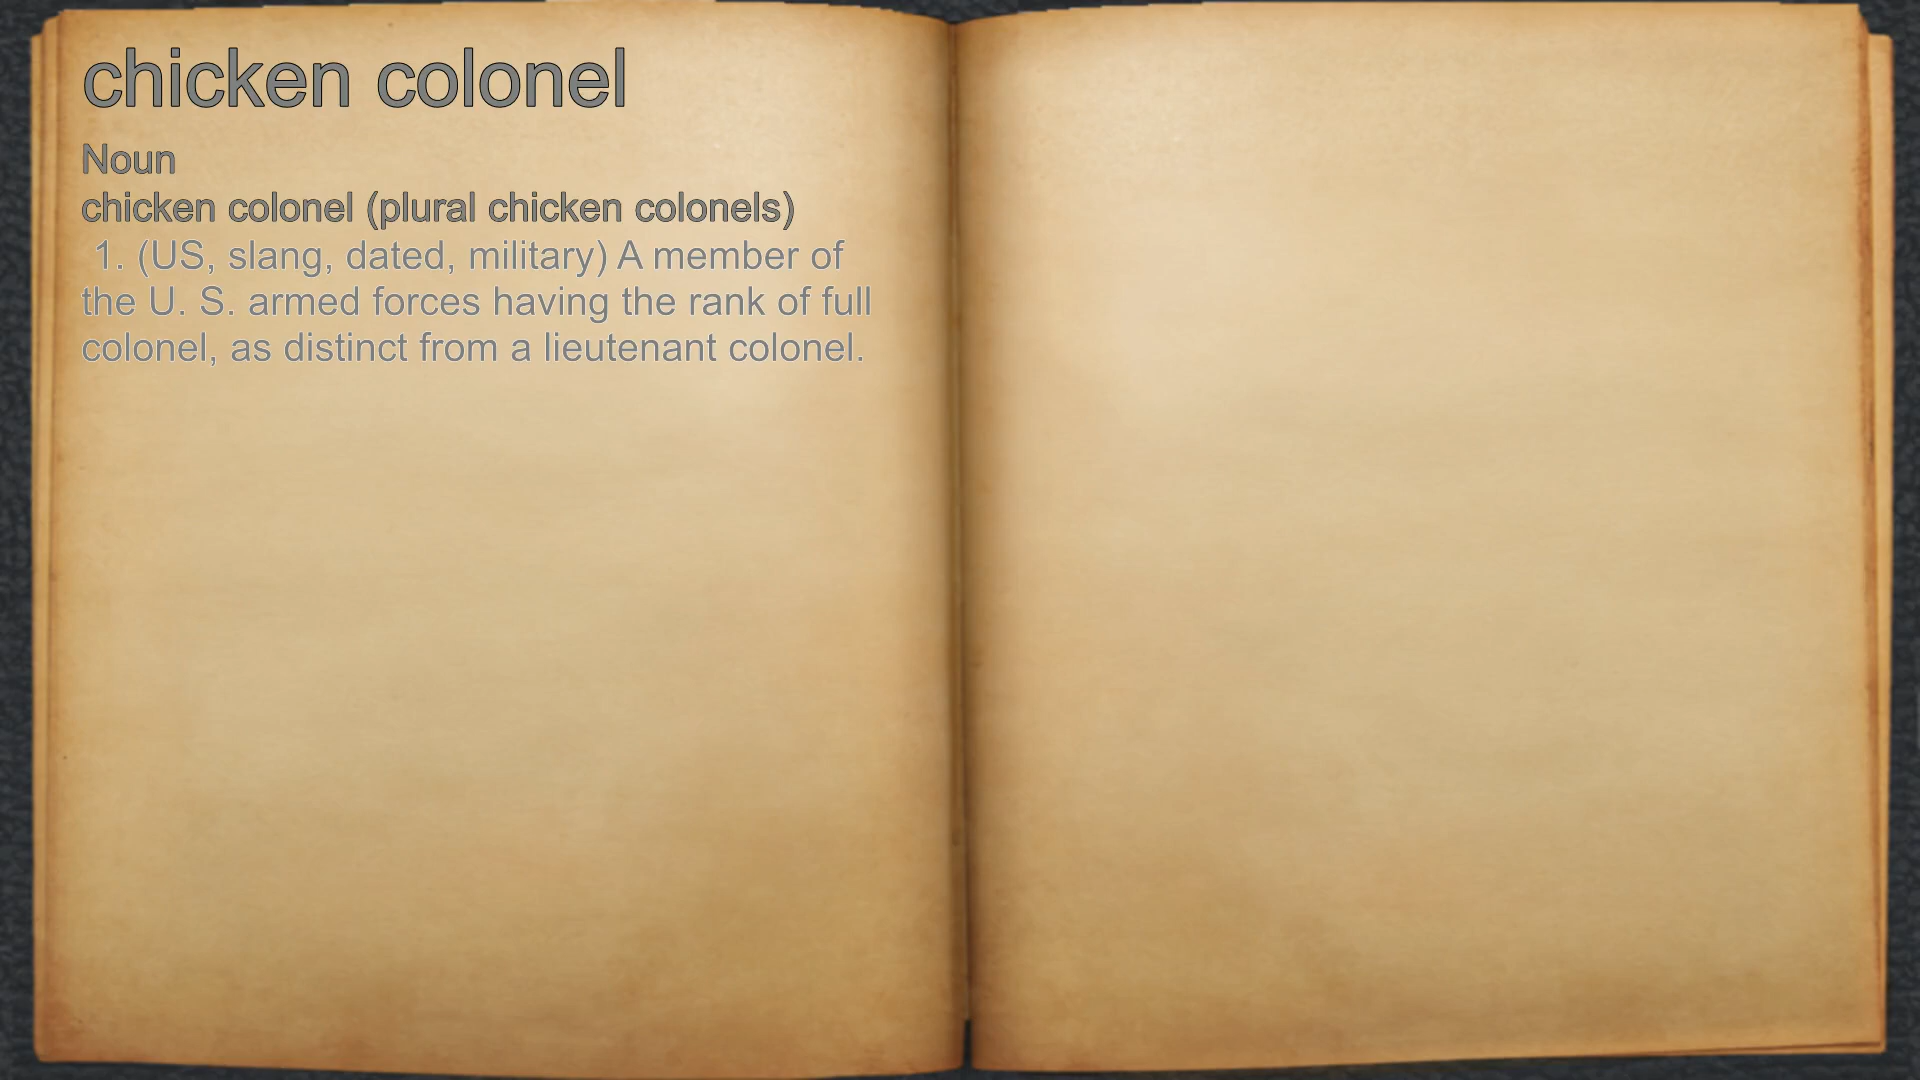 chicken colonel
Noun
chicken colonel (plural chicken colonels)
1. (US, slang, dated, military) A member of
the U. S. armed forces having the rank of full
colonel, as distinct from a lieutenant colonel.